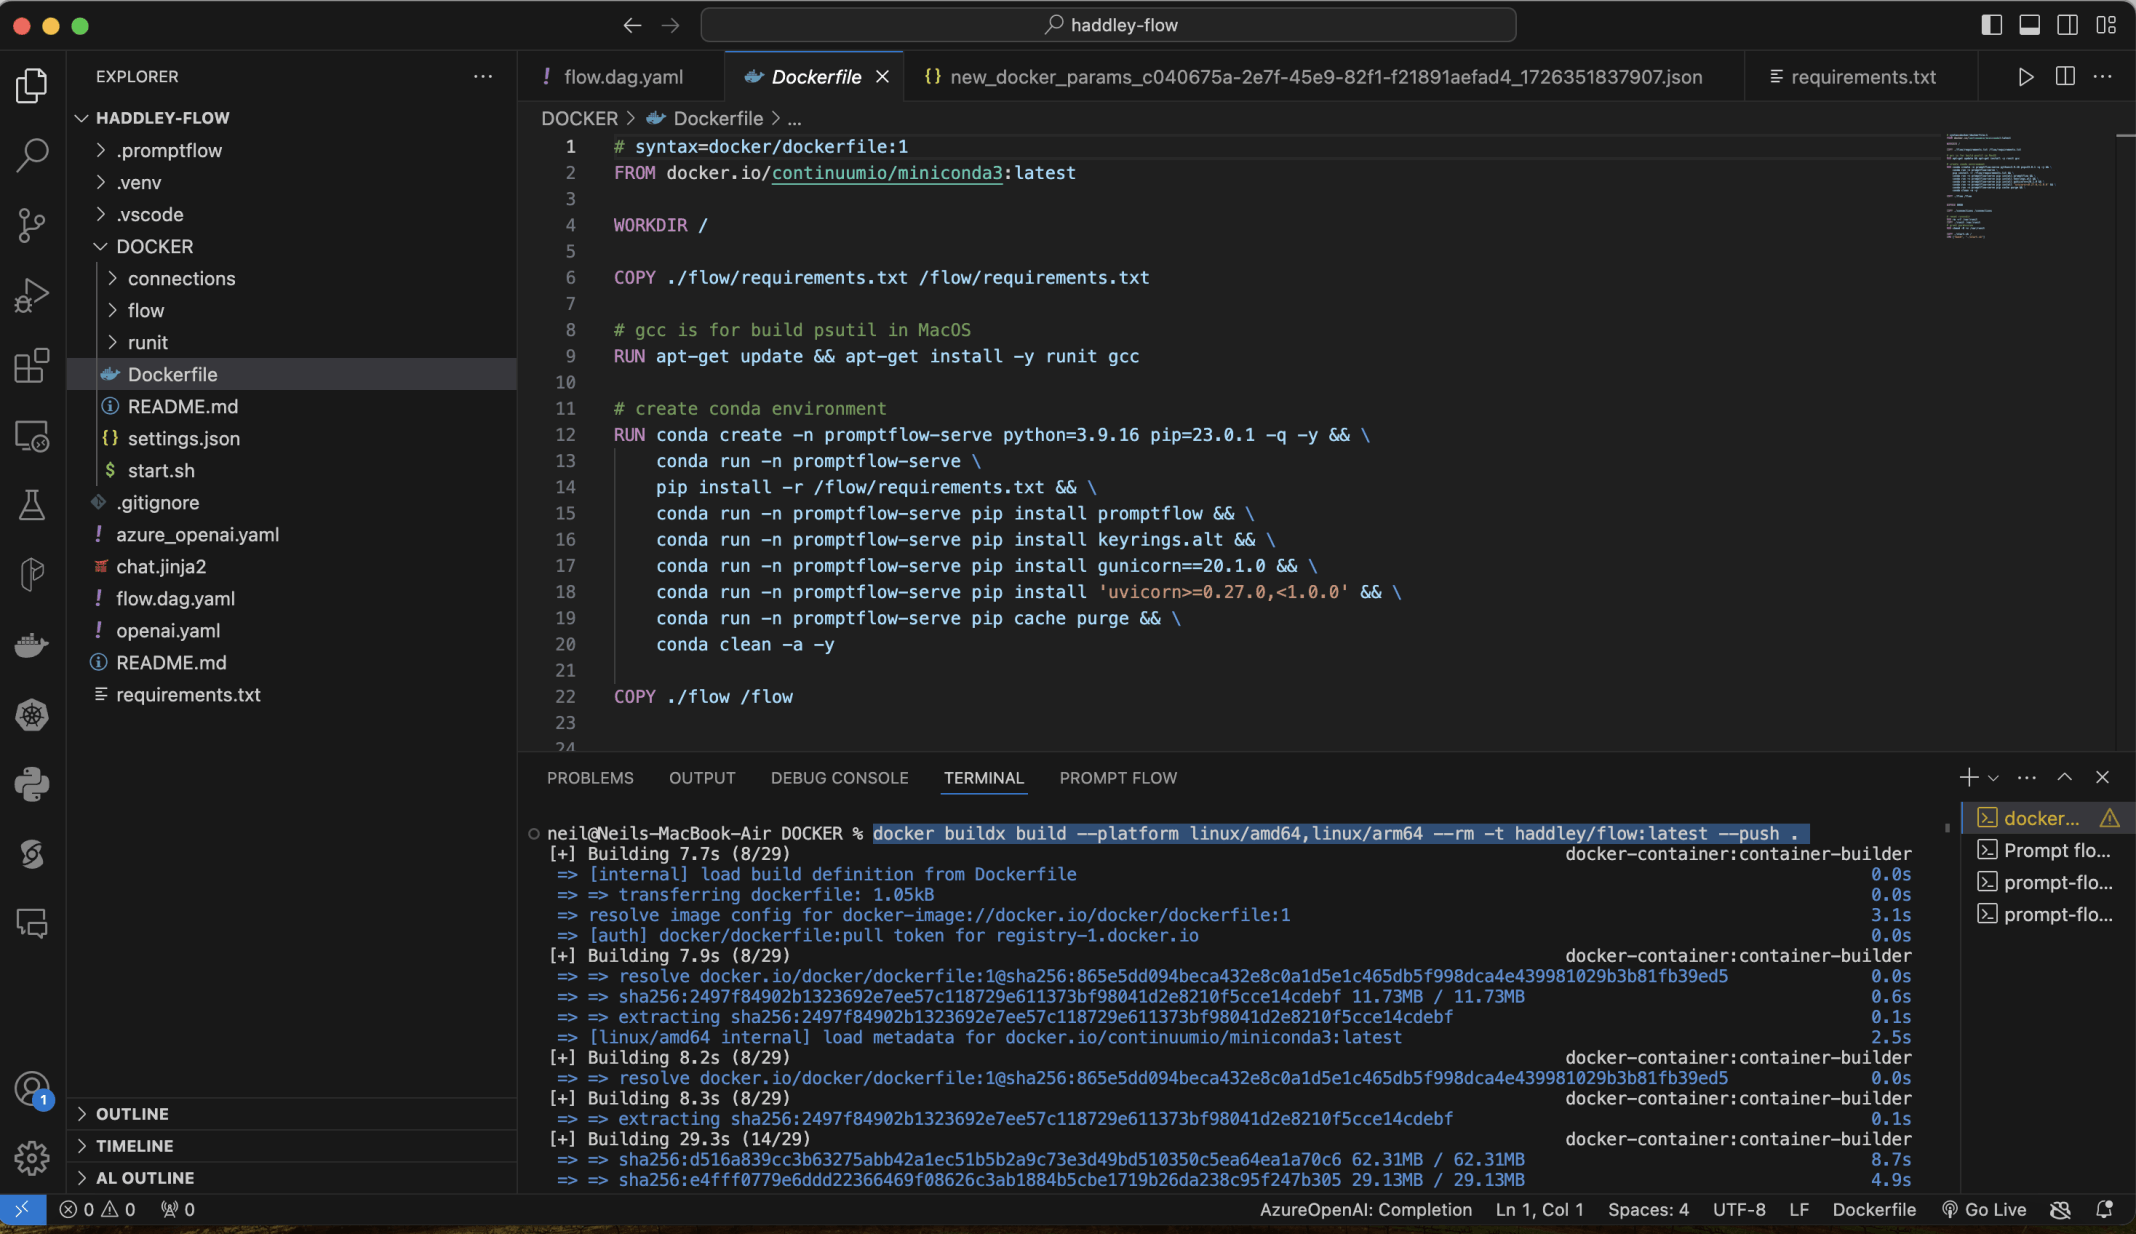 haddley-flow
EXPLORER
HADDLEY-FLOW
.promptflow
.venv
.vscode
DOCKER
connections
flow
runit
Dockerfile
README.md
settings.json
start.sh
.gitignore
azure_openai.yaml
chat.jinja2
flow.dag.yaml
openai.yaml
README.md
requirements.txt
OUTLINE
TIMELINE
AL OUTLINE
flow.dag.yaml
Dockerfile
new_docker_params_c040675a-2e7f-45e9-82f1-f21891aefad4_1726351837907.json
requirements.txt
DOCKER > Dockerfile > ...
1 # syntax=docker/dockerfile:1
2 FROM docker.io/continuumio/miniconda3:latest
3
4 WORKDIR /
5
6 COPY ./flow/requirements.txt /flow/requirements.txt
7
8 # gcc is for build psutil in MacOS
9 RUN apt-get update && apt-get install -y runit gcc
10
11 # create conda environment
12 RUN conda create -n promptflow-serve python=3.9.16 pip=23.0.1 -q -y && \
13 conda run -n promptflow-serve \
14 pip install -r /flow/requirements.txt && \
15 conda run -n promptflow-serve pip install promptflow && \
16 conda run -n promptflow-serve pip install keyrings.alt && \
17 conda run -n promptflow-serve pip install gunicorn==20.1.0 && \
18 conda run -n promptflow-serve pip install 'uvicorn>=0.27.0,<1.0.0' && \
19 conda run -n promptflow-serve pip cache purge && \
20 conda clean -a -y
21
22 COPY ./flow /flow
23
24
PROBLEMS OUTPUT DEBUG CONSOLE TERMINAL PROMPT FLOW
neil@Neils-MacBook-Air DOCKER % docker buildx build --platform linux/amd64,linux/arm64 --rm -t haddley/flow:latest --push .
[+] Building 7.7s (8/29) docker-container:container-builder
=> [internal] load build definition from Dockerfile 0.0s
=> => transferring dockerfile: 1.05kB 0.0s
=> resolve image config for docker-image://docker.io/docker/dockerfile:1 3.1s
=> [auth] docker/dockerfile:pull token for registry-1.docker.io 0.0s
[+] Building 7.9s (8/29) docker-container:container-builder
=> => resolve docker.io/docker/dockerfile:1@sha256:865e5dd094beca432e8c0a1d5e1c465db5f998dca4e439981029b3b81fb39ed5 0.0s
=> => sha256:2497f84902b1323692e7ee57c118729e611373bf98041d2e8210f5cce14cdebf 11.73MB / 11.73MB 0.6s
=> => extracting sha256:2497f84902b1323692e7ee57c118729e611373bf98041d2e8210f5cce14cdebf 0.1s
=> [linux/amd64 internal] load metadata for docker.io/continuumio/miniconda3:latest 2.5s
[+] Building 8.2s (8/29) docker-container:container-builder
=> => resolve docker.io/docker/dockerfile:1@sha256:865e5dd094beca432e8c0a1d5e1c465db5f998dca4e439981029b3b81fb39ed5 0.0s
[+] Building 8.3s (8/29) docker-container:container-builder
=> => extracting sha256:2497f84902b1323692e7ee57c118729e611373bf98041d2e8210f5cce14cdebf 0.1s
[+] Building 29.3s (14/29) docker-container:container-builder
=> => sha256:d516a839cc3b63275abb42a1ec51b5b2a9c73e3d49bd510350c5ea64ea1a70c6 62.31MB / 62.31MB 8.7s
=> => sha256:e4fff0779e6ddd22366469f08626c3ab1884b5cbe1719b26da238c95f247b305 29.13MB / 29.13MB 4.9s
docker...
Prompt flo...
prompt-flo...
prompt-flo...
1
0 0 0
AzureOpenAI: Completion Ln 1, Col 1 Spaces: 4 UTF-8 LF Dockerfile Go Live